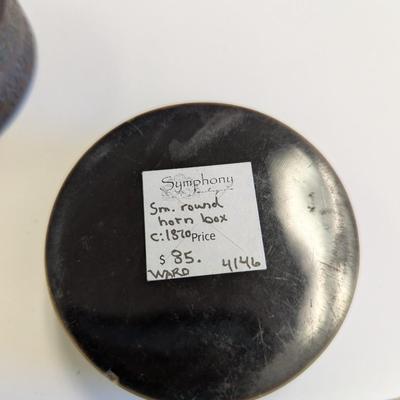 Symphony
Sm. round
horn box
C:1870 Price
$ 85.
WARD 4146